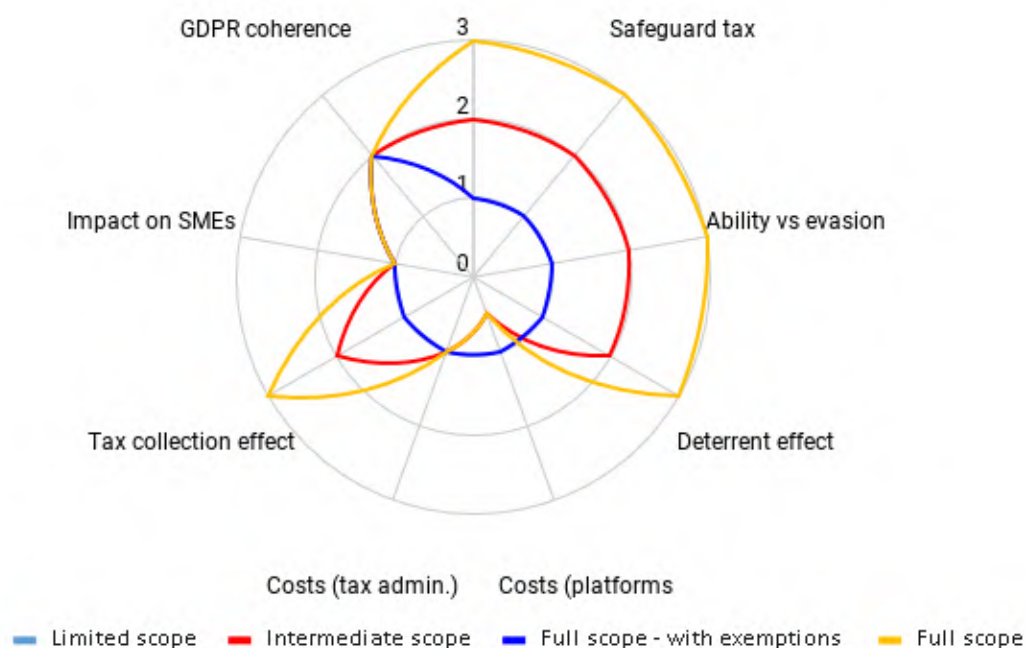 GDPR coherence
3
Safeguard tax
2
1
Impact on SMEs
Ability vs evasion
0
Tax collection effect
Deterrent effect
Costs (tax admin.)
Costs (platforms
Limited scope
Intermediate scope
Full scope - with exemptions
Full scope